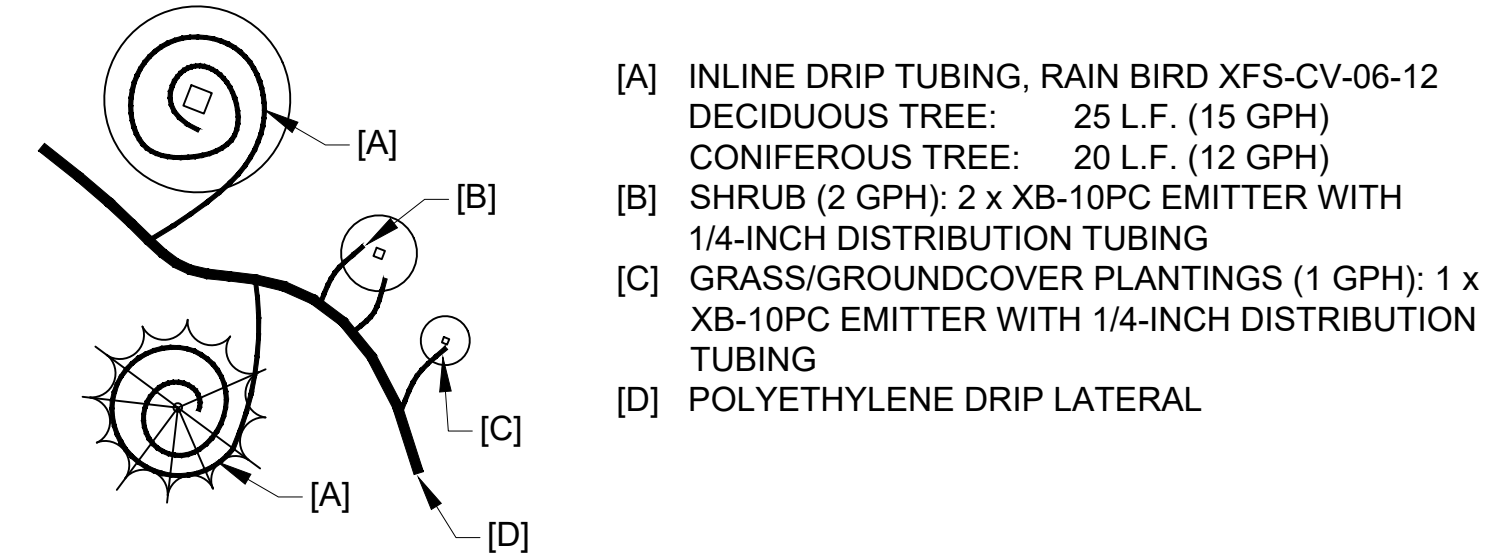 [A] INLINE DRIP TUBING, RAIN BIRD XFS-CV-06-12
DECIDUOUS TREE: 25 L.F. (15 GPH)
CONIFEROUS TREE: 20 L.F. (12 GPH)
[B] SHRUB (2 GPH): 2 x XB-10PC EMITTER WITH
1/4-INCH DISTRIBUTION TUBING
[C] GRASS/GROUNDCOVER PLANTINGS (1 GPH): 1 x
XB-10PC EMITTER WITH 1/4-INCH DISTRIBUTION
TUBING
[D] POLYETHYLENE DRIP LATERAL
[A]
[B]
[C]
[A]
[D]